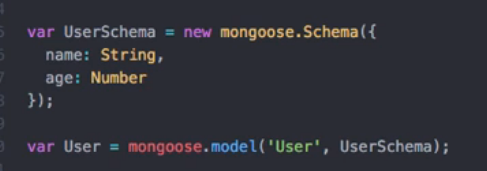 var UserSchema = new mongoose.Schema({
  name: String,
  age: Number
});
var User = mongoose.model('User', UserSchema);